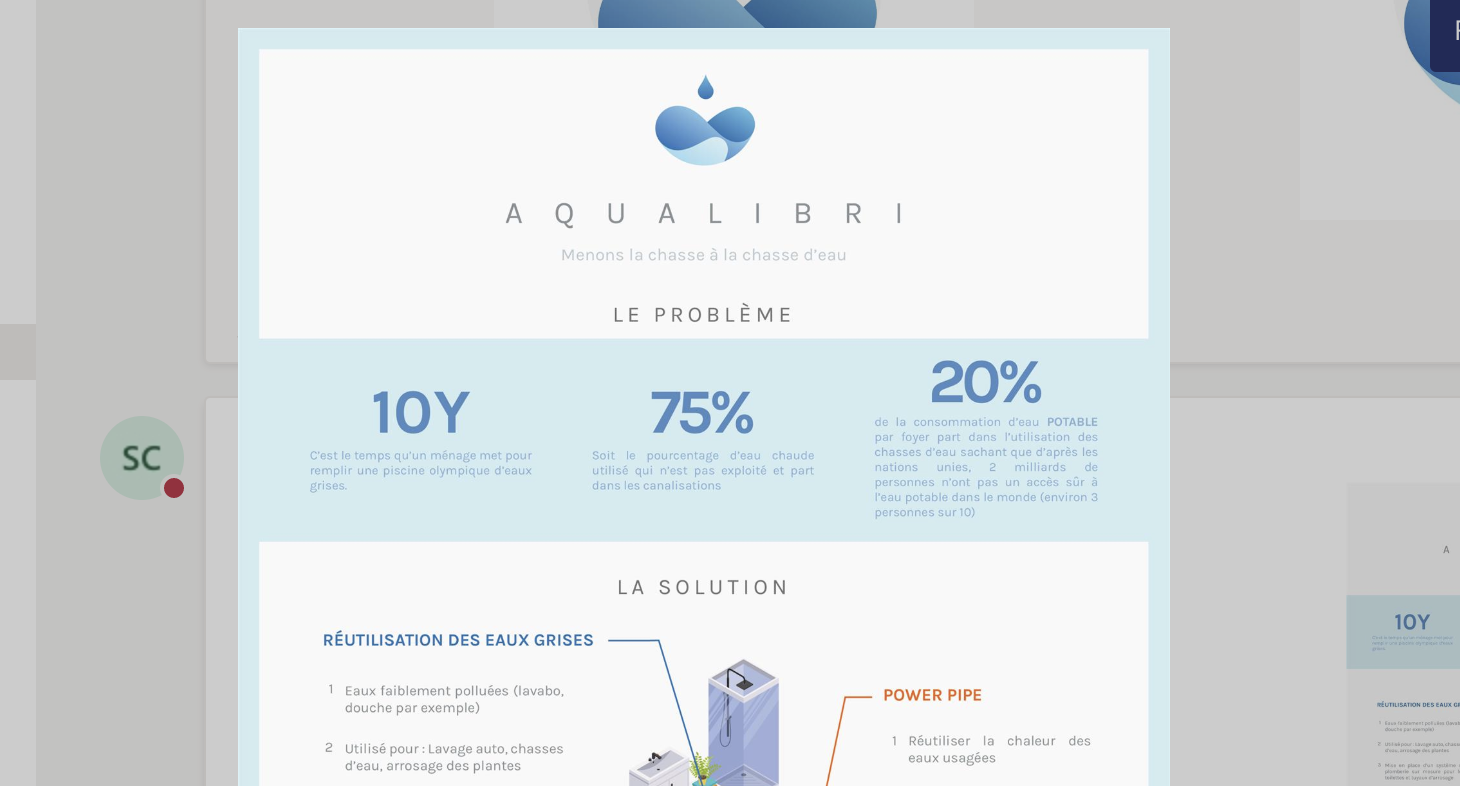 A Q U A L I B R I
Menons la chasse à la chasse d'eau
LE PROBLÈME
10Y
C'est le temps qu'un ménage met pour
remplir une piscine olympique d'eaux
grises.
75%
Soit le pourcentage d'eau chaude
utilisé qui n'est pas exploité et part
dans les canalisations
20%
de la consommation d'eau POTABLE
par foyer part dans l'utilisation des
chasses d'eau sachant que d'après les
nations unies, 2 milliards de
personnes n'ont pas un accès sûr à
l'eau potable dans le monde (environ 3
personnes sur 10)
SC
LA SOLUTION
RÉUTILISATION DES EAUX GRISES
1 Eaux faiblement polluées (lavabo,
douche par exemple)
2 Utilisé pour : Lavage auto, chasses
d'eau, arrosage des plantes
POWER PIPE
1 Réutiliser la chaleur des
eaux usagées
A
10Y
RÉUTILISATION DES EAUX